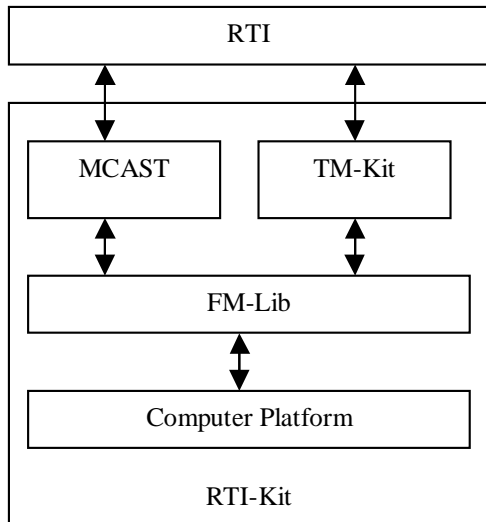 RTI
MCAST
TM-Kit
FM-Lib
Computer Platform
RTI-Kit